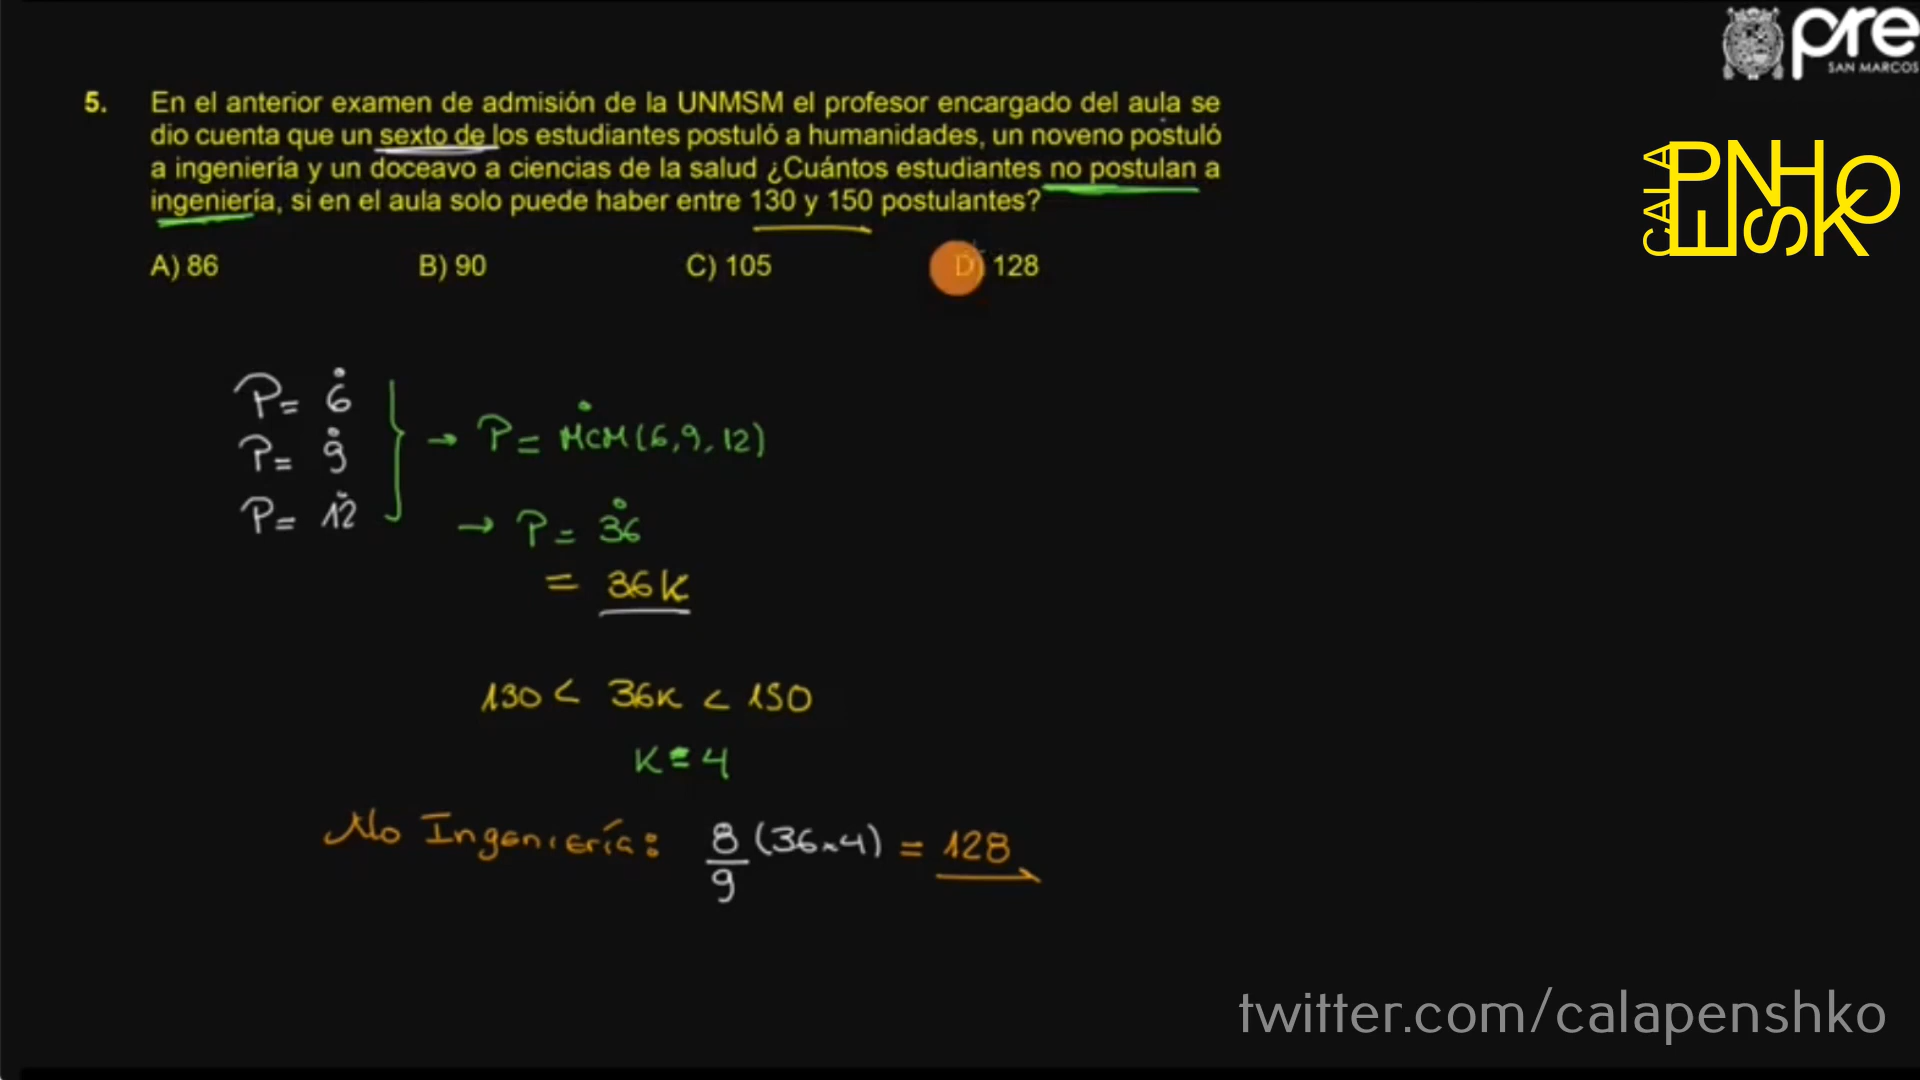 pre
SAN MARCOS
5. En el anterior examen de admisión de la UNMSM el profesor encargado del aula se
dio cuenta que un sexto de los estudiantes postuló a humanidades, un noveno postuló
a ingeniería y un doceavo a ciencias de la salud ¿Cuántos estudiantes no postulan a
ingeniería, si en el aula solo puede haber entre 130 y 150 postulantes?
A) 86 B) 90 C) 105 D) 128
CALA PENSHKO
P= 6̊
P= 9̊
P= 12̊
→ P= M̊CM(6,9,12)
→ P= 36̊
= 36K
130 < 36K < 150
K=4
No Ingeniería: 8/9 (36×4) = 128
twitter.com/calapenshko